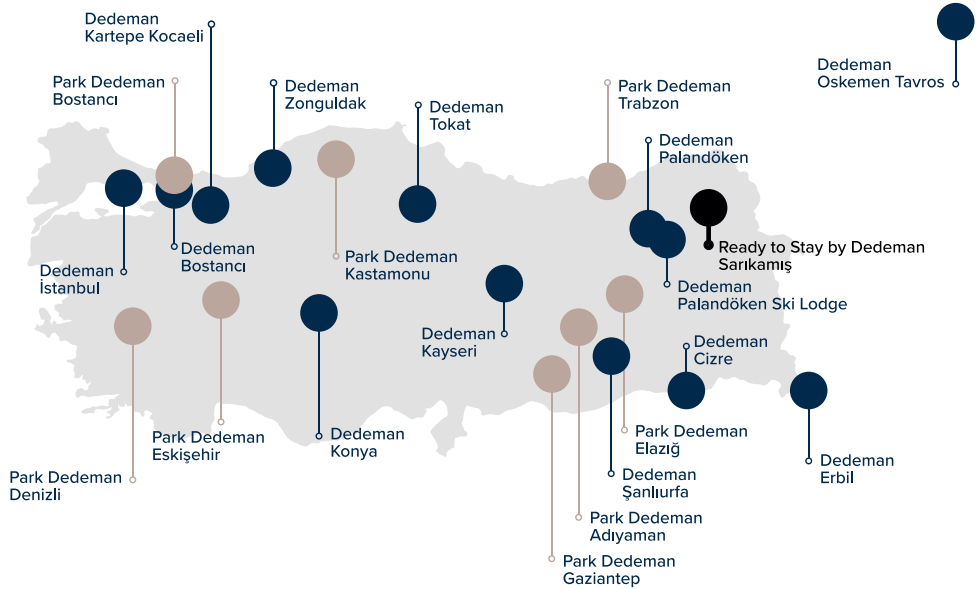 Dedeman
Kartepe Kocaeli
Dedeman
Oskemen Tavros
Park Dedeman
Bostancı
Dedeman
Zonguldak
Park Dedeman
Trabzon
Dedeman
Tokat
Dedeman
Palandöken
Dedeman
Bostancı
Ready to Stay by Dedeman
Sarıkamış
Park Dedeman
Kastamonu
Dedeman
İstanbul
Dedeman
Palandöken Ski Lodge
Dedeman
Kayseri
Dedeman
Cizre
Park Dedeman
Eskişehir
Dedeman
Konya
Park Dedeman
Elazığ
Dedeman
Erbil
Park Dedeman
Denizli
Dedeman
Şanlıurfa
Park Dedeman
Adıyaman
Park Dedeman
Gaziantep